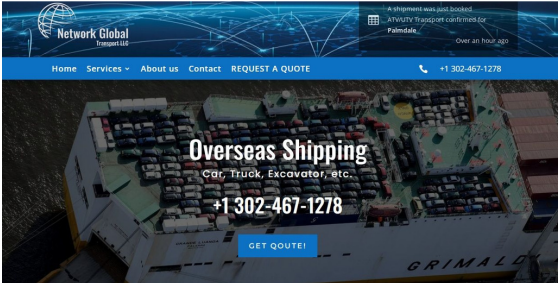 Network Global
Transport LLC
A shipment was just booked
ATV/UTV Transport confirmed for
Palmdale
Over an hour ago
Home Services About us Contact REQUEST A QUOTE +1 302-467-1278
Overseas Shipping
Car, Truck, Excavator, etc.
+1 302-467-1278
GET QOUTE!
GRIMALD